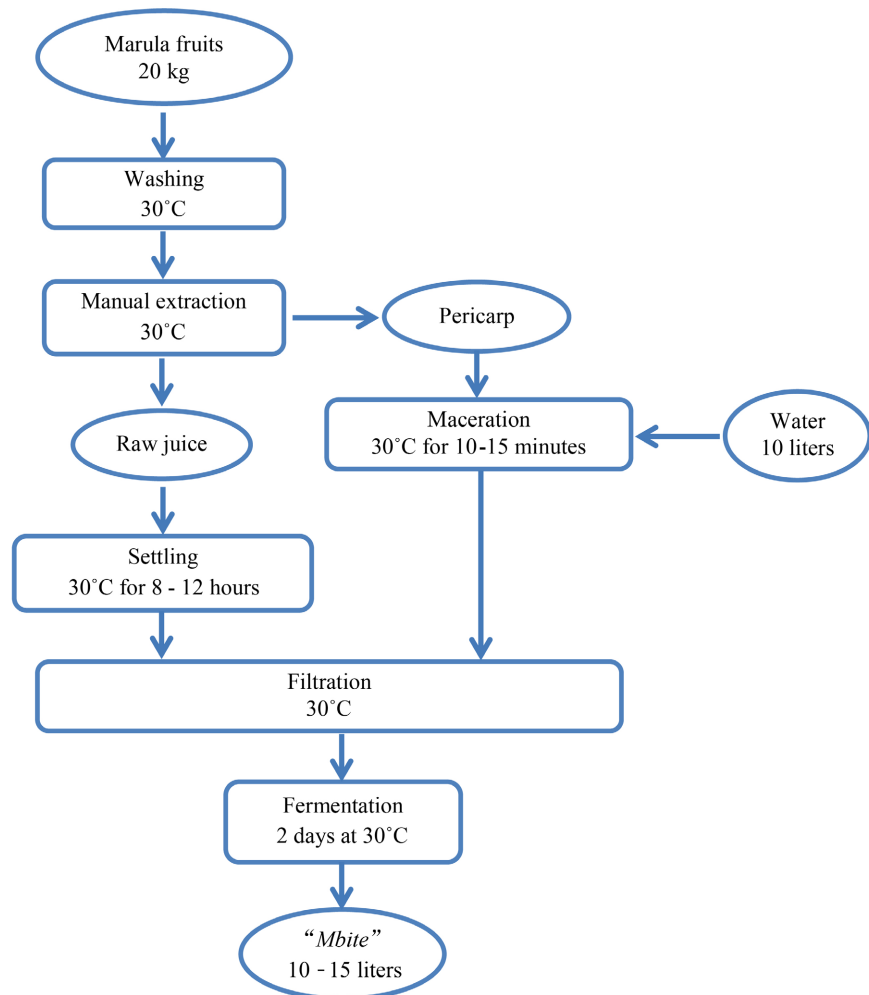 Marula fruits
20 kg
Washing
30˚C
Manual extraction
30˚C
Pericarp
Raw juice
Maceration
30˚C for 10-15 minutes
Water
10 liters
Settling
30˚C for 8 - 12 hours
Filtration
30˚C
Fermentation
2 days at 30˚C
“Mbite”
10 - 15 liters